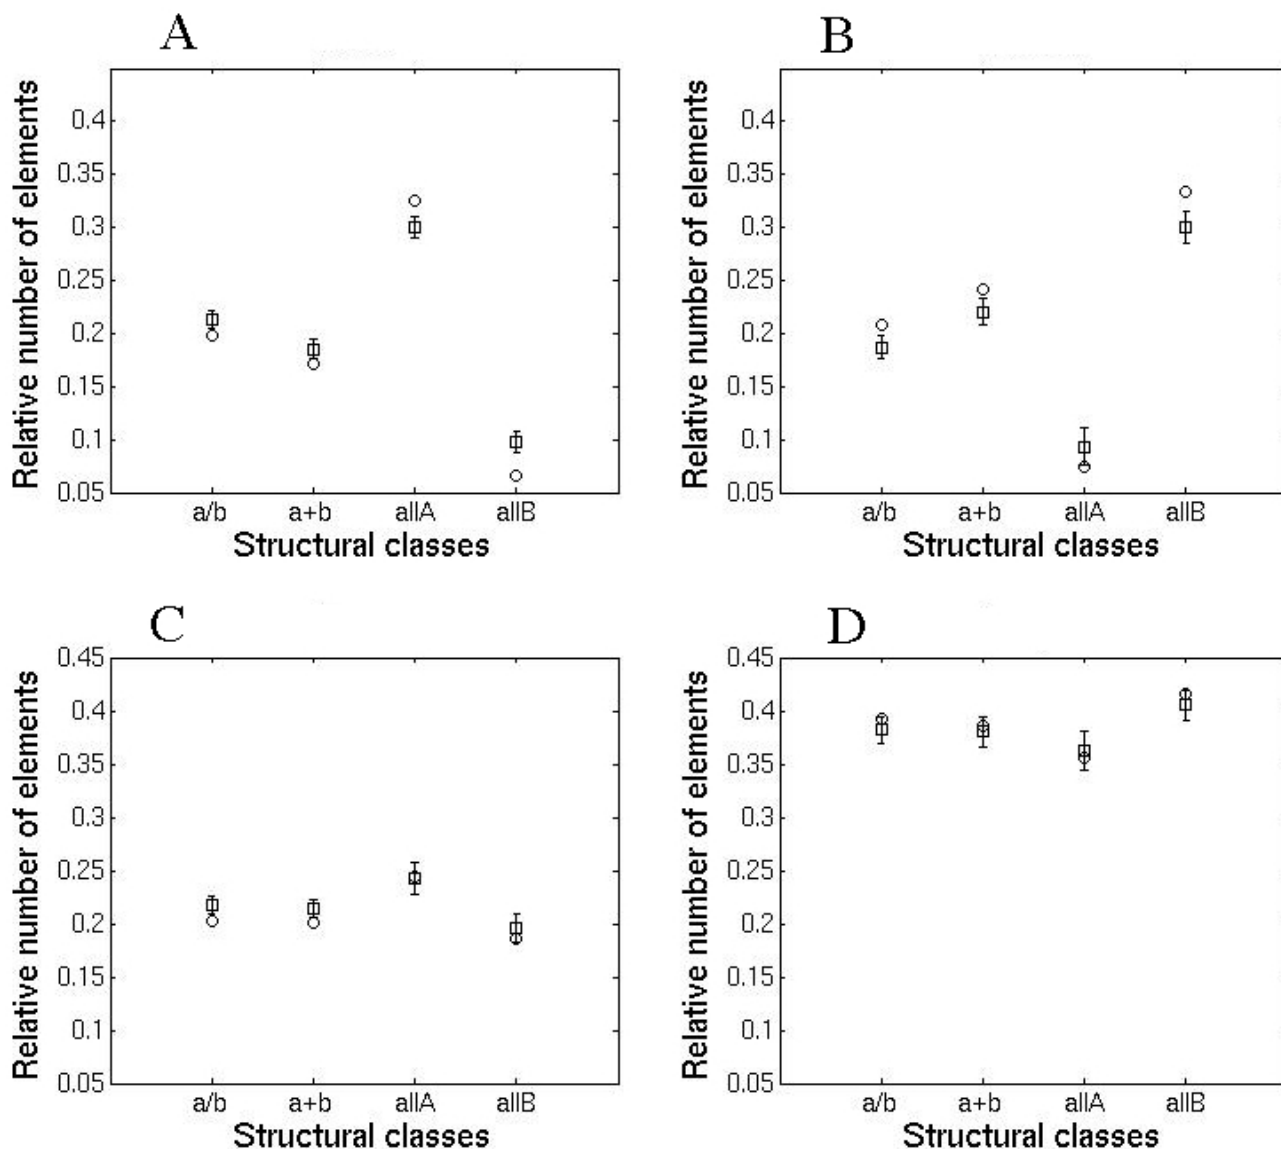 A
Relative number of elements
0.4
0.35
0.3
0.25
0.2
0.15
0.1
0.05
a/b a+b allA allB
Structural classes
B
Relative number of elements
0.4
0.35
0.3
0.25
0.2
0.15
0.1
0.05
a/b a+b allA allB
Structural classes
C
Relative number of elements
0.45
0.4
0.35
0.3
0.25
0.2
0.15
0.1
0.05
a/b a+b allA allB
Structural classes
D
Relative number of elements
0.45
0.4
0.35
0.3
0.25
0.2
0.15
0.1
0.05
a/b a+b allA allB
Structural classes